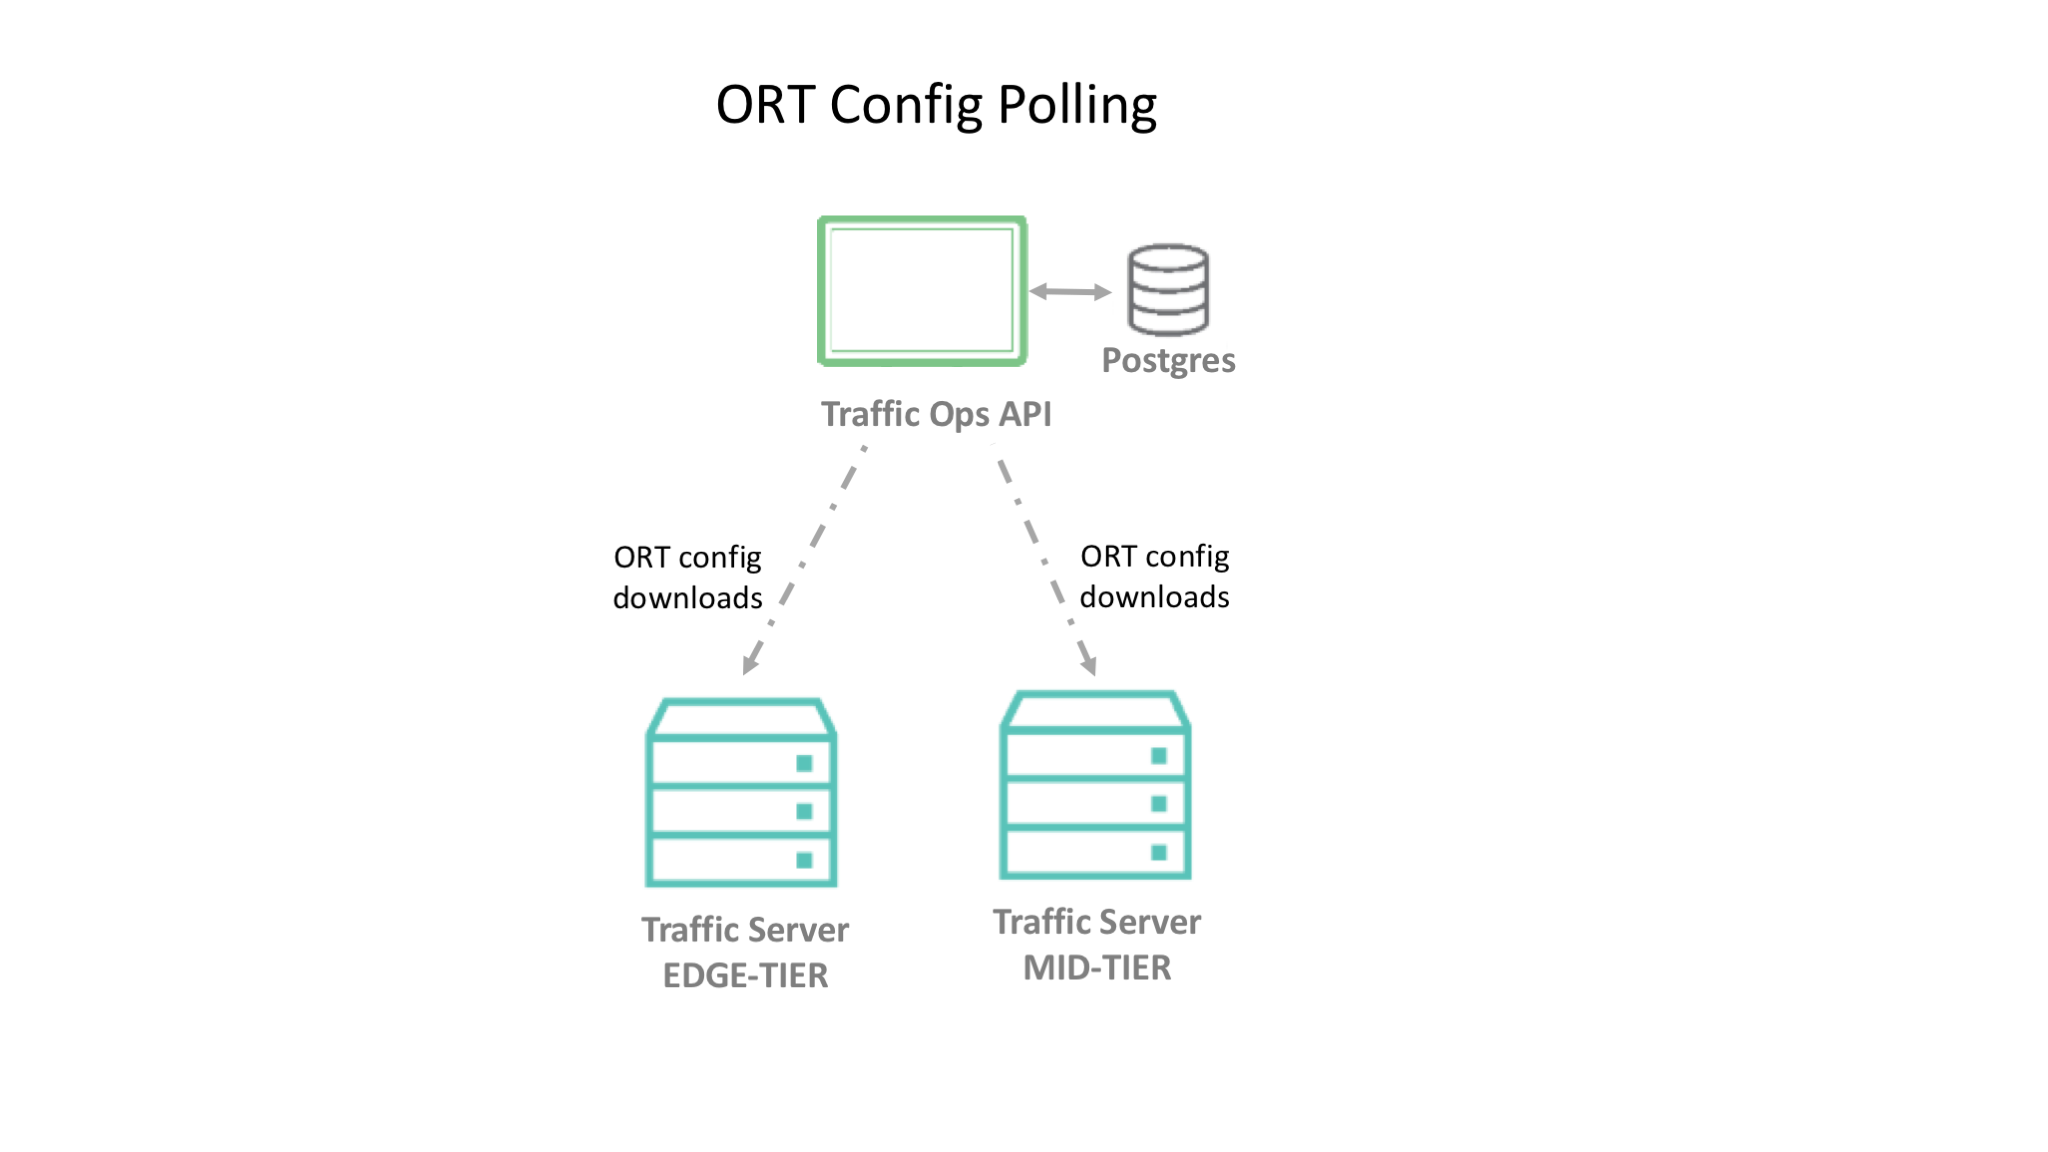 ORT Config Polling
Postgres
Traffic Ops API
ORT config
downloads
ORT config
downloads
Traffic Server
EDGE-TIER
Traffic Server
MID-TIER